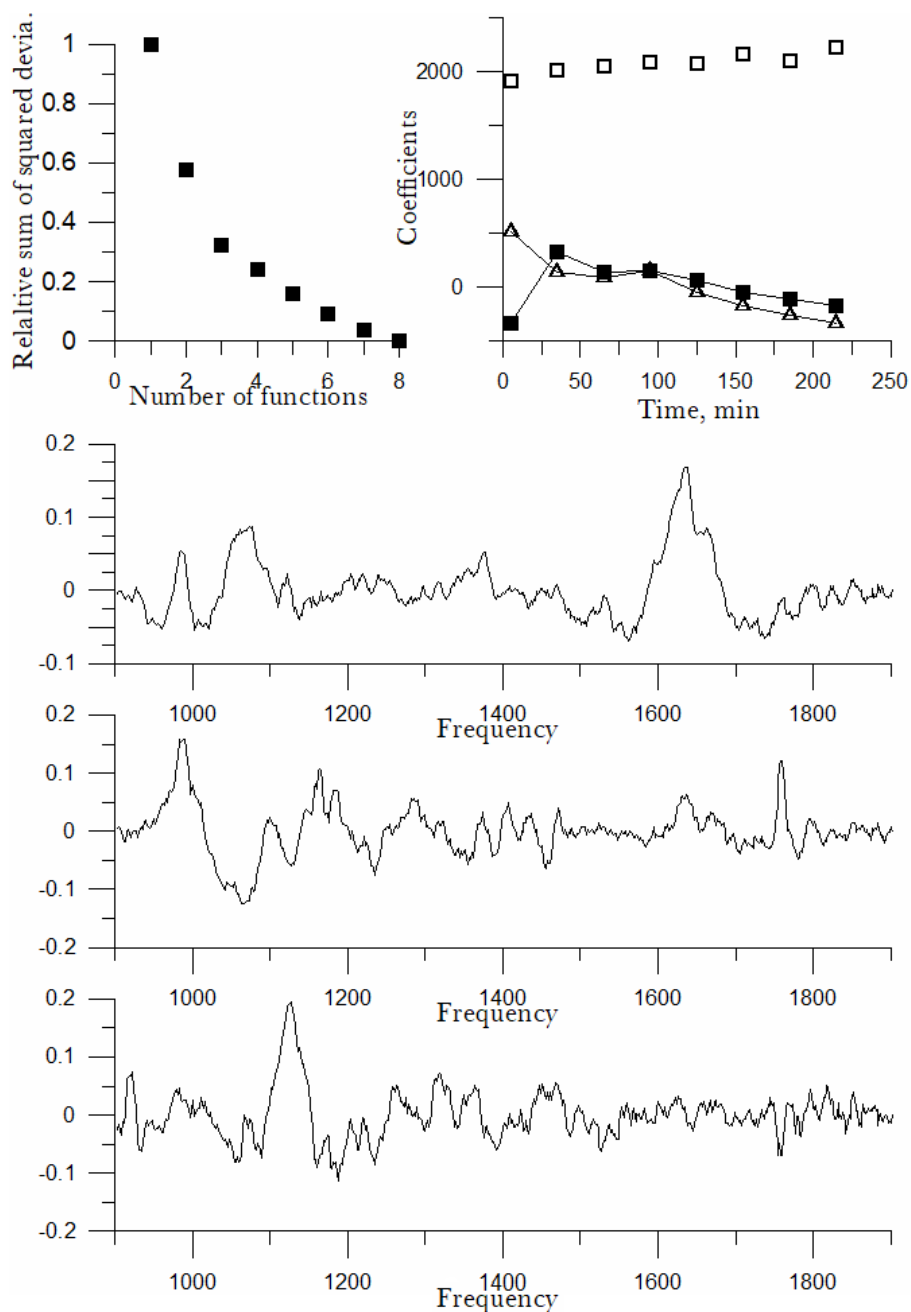 Relaltive sum of squared devia.
1
0.8
0.6
0.4
0.2
0
0 2 4 6 8
Number of functions
Coefficients
2000
1000
0
0 50 100 150 200 250
Time, min
0.2
0.1
0
-0.1
1000 1200 1400 1600 1800
Frequency
0.2
0.1
0
-0.1
-0.2
1000 1200 1400 1600 1800
Frequency
0.2
0.1
0
-0.1
-0.2
1000 1200 1400 1600 1800
Frequency